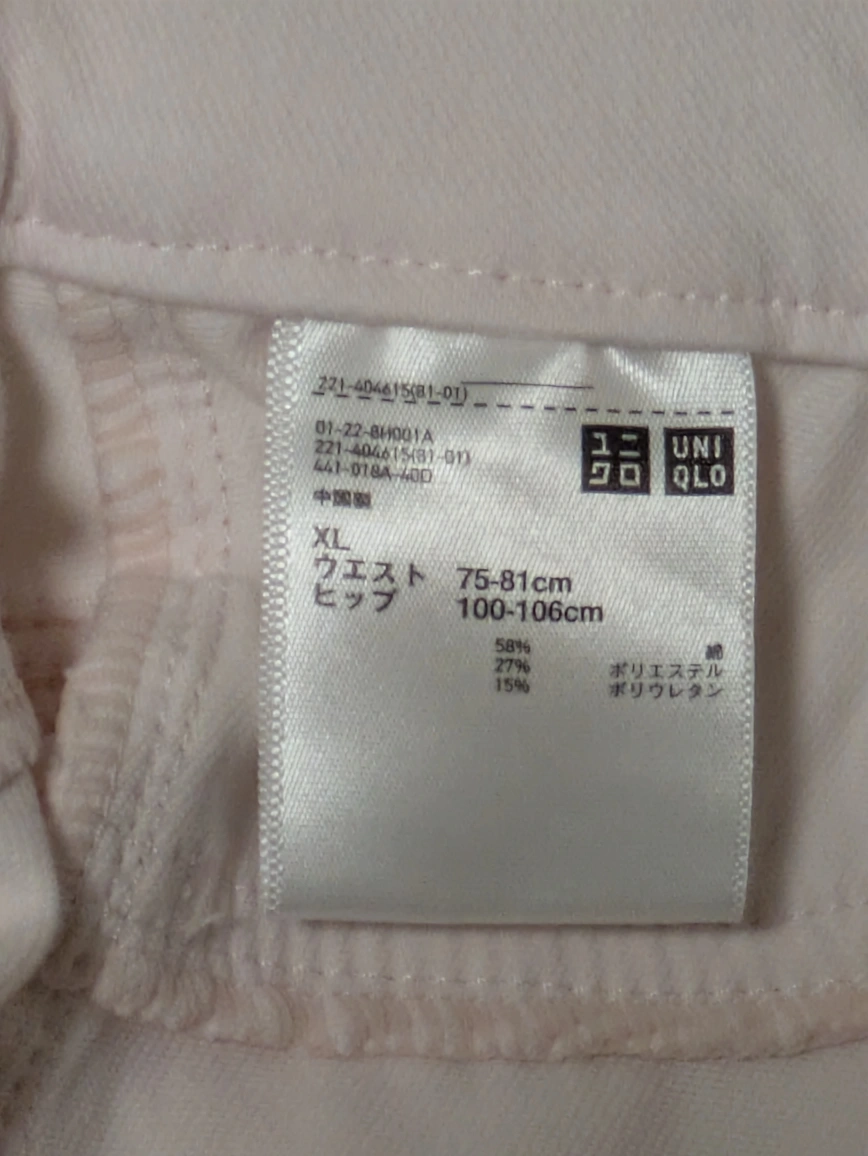 221-404615(81-01)
01-22-8H001A
221-404615(81-01)
441-018A-40D
中国製
ユニクロ
UNIQLO
XL
ウエスト 75-81cm
ヒップ 100-106cm
58% 綿
27% ポリエステル
15% ポリウレタン